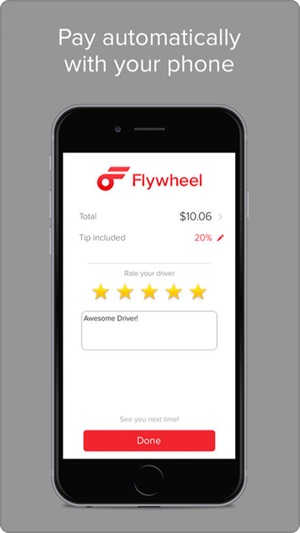 Pay automatically
with your phone
Flywheel
Total $10.06
Tip included 20%
Rate your driver
Awesome Driver!
See you next time!
Done